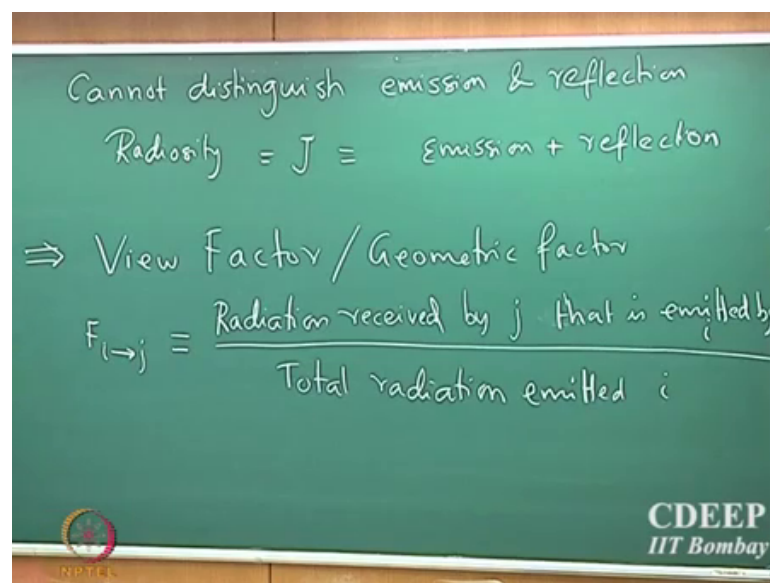 Cannot distinguish emission & reflection
Radiosity = J ≡ Emission + reflection
⇒ View Factor / Geometric factor
F i→j ≡ Radiation received by j that is emitted by i
Total radiation emitted i
CDEEP
IIT Bombay
NPTEL